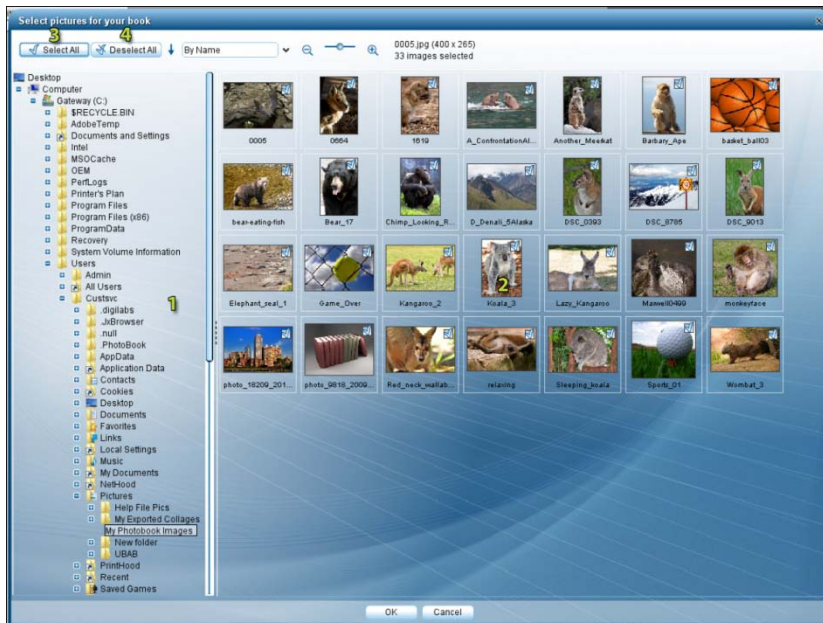 Select pictures for your book
3
4
Select All
Deselect All
By Name
0005.jpg (400 x 265)
33 images selected
Desktop
Computer
Gateway (C:)
$RECYCLE.BIN
AdobeTemp
Documents and Settings
Intel
MSOCache
OEM
PerfLogs
Printer's Plan
Program Files
Program Files (x86)
ProgramData
Recovery
System Volume Information
Users
Admin
All Users
Custsvc
1
.digilabs
.JxBrowser
.null
.PhotoBook
AppData
Application Data
Contacts
Cookies
Desktop
Documents
Favorites
Links
Local Settings
Music
My Documents
NetHood
Pictures
Help File Pics
My Exported Collages
My Photobook Images
New folder
UBAB
PrintHood
Recent
Saved Games
0005
0664
1619
A_ConfrontationAl...
Another_Meerkat
Barbary_Ape
basket_ball03
bear-eating-fish
Bear_17
Chimp_Looking_R...
D_Denali_5Alaska
DSC_0393
DSC_8785
DSC_9013
Elephant_seal_1
Game_Over
Kangaroo_2
2
Koala_3
Lazy_Kangaroo
Maxwell0499
monkeyface
photo_18209_201...
photo_9818_2009...
Red_neck_wallab...
relaxing
Sleeping_koala
Sports_01
Wombat_3
OK
Cancel